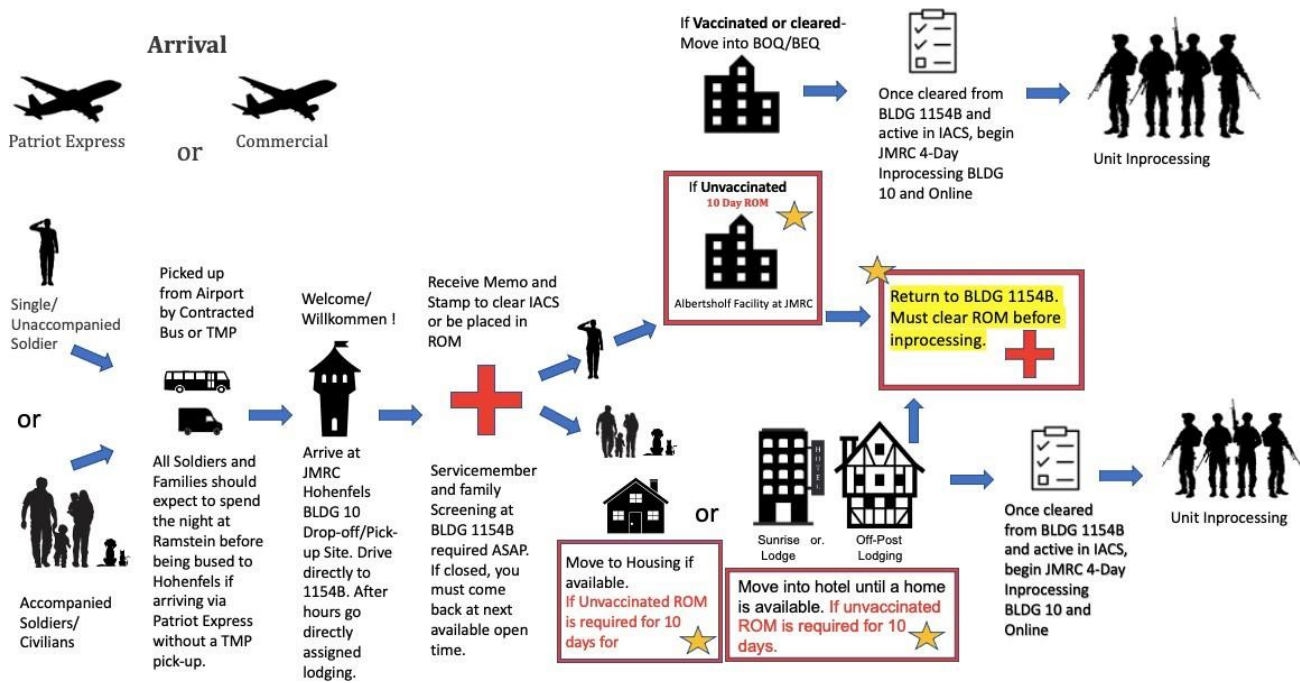 Arrival
Patriot Express
or
Commercial
Single/
Unaccompanied
Soldier
or
Accompanied
Soldiers/
Civilians
Picked up
from Airport
by Contracted
Bus or TMP
All Soldiers and
Families should
expect to spend
the night at
Ramstein before
being bused to
Hohenfels if
arriving via
Patriot Express
without a TMP
pick-up.
Welcome/
Willkommen !
Arrive at
JMRC
Hohenfels
BLDG 10
Drop-off/Pick-
up Site. Drive
directly to
1154B. After
hours go
directly
assigned
lodging.
Receive Memo and
Stamp to clear IACS
or be placed in
ROM
Servicemember
and family
Screening at
BLDG 1154B
required ASAP.
If closed, you
must come
back at next
available open
time.
If Vaccinated or cleared-
Move into BOQ/BEQ
Once cleared from
BLDG 1154B and
active in IACS, begin
JMRC 4-Day
Inprocessing BLDG
10 and Online
Unit Inprocessing
If Unvaccinated
10 Day ROM
Albertsholf Facility at JMRC
Return to BLDG 1154B.
Must clear ROM before
inprocessing.
or
HOTEL
Sunrise or.
Lodge
Off-Post
Lodging
Move to Housing if
available.
If Unvaccinated ROM
is required for 10
days for
Move into hotel until a home
is available. If unvaccinated
ROM is required for 10
days.
Once cleared
from BLDG 1154B
and active in IACS,
begin JMRC 4-Day
Inprocessing
BLDG 10 and
Online
Unit Inprocessing